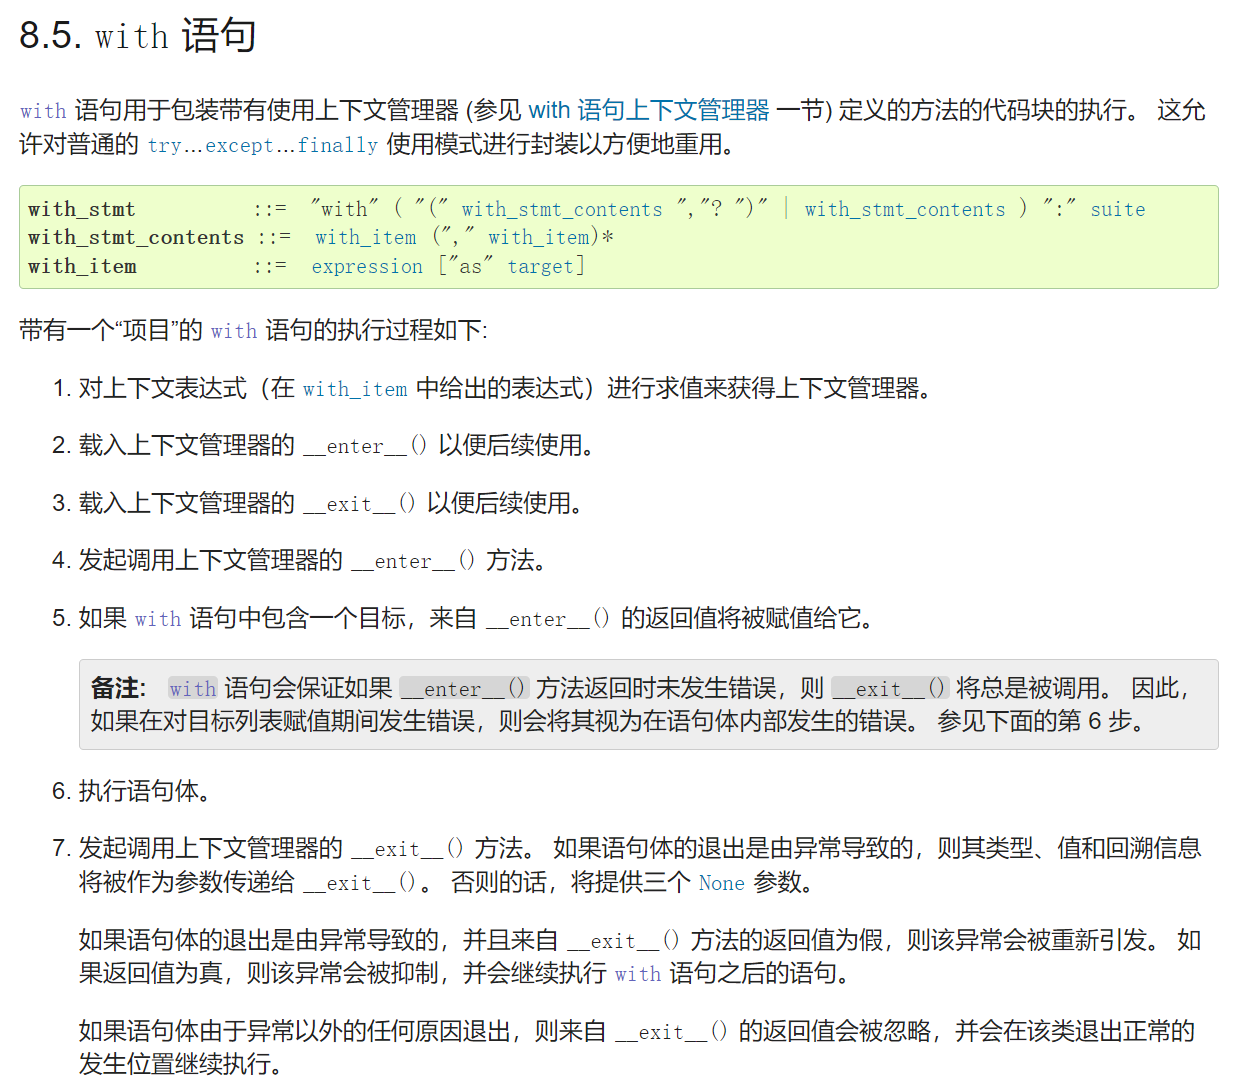 8.5. with 语句
with 语句用于包装带有使用上下文管理器 (参见 with 语句上下文管理器 一节) 定义的方法的代码块的执行。 这允
许对普通的 try...except...finally 使用模式进行封装以方便地重用。
with_stmt          ::=  "with" ( "(" with_stmt_contents ","? ")" | with_stmt_contents ) ":" suite
with_stmt_contents ::=  with_item ("," with_item)*
with_item          ::=  expression ["as" target]
带有一个“项目”的 with 语句的执行过程如下:
1. 对上下文表达式（在 with_item 中给出的表达式）进行求值来获得上下文管理器。
2. 载入上下文管理器的 __enter__() 以便后续使用。
3. 载入上下文管理器的 __exit__() 以便后续使用。
4. 发起调用上下文管理器的 __enter__() 方法。
5. 如果 with 语句中包含一个目标，来自 __enter__() 的返回值将被赋值给它。
备注: with 语句会保证如果 __enter__() 方法返回时未发生错误，则 __exit__() 将总是被调用。 因此，
如果在对目标列表赋值期间发生错误，则会将其视为在语句体内部发生的错误。 参见下面的第 6 步。
6. 执行语句体。
7. 发起调用上下文管理器的 __exit__() 方法。 如果语句体的退出是由异常导致的，则其类型、值和回溯信息
将被作为参数传递给 __exit__()。 否则的话，将提供三个 None 参数。
如果语句体的退出是由异常导致的，并且来自 __exit__() 方法的返回值为假，则该异常会被重新引发。 如
果返回值为真，则该异常会被抑制，并会继续执行 with 语句之后的语句。
如果语句体由于异常以外的任何原因退出，则来自 __exit__() 的返回值会被忽略，并会在该类退出正常的
发生位置继续执行。